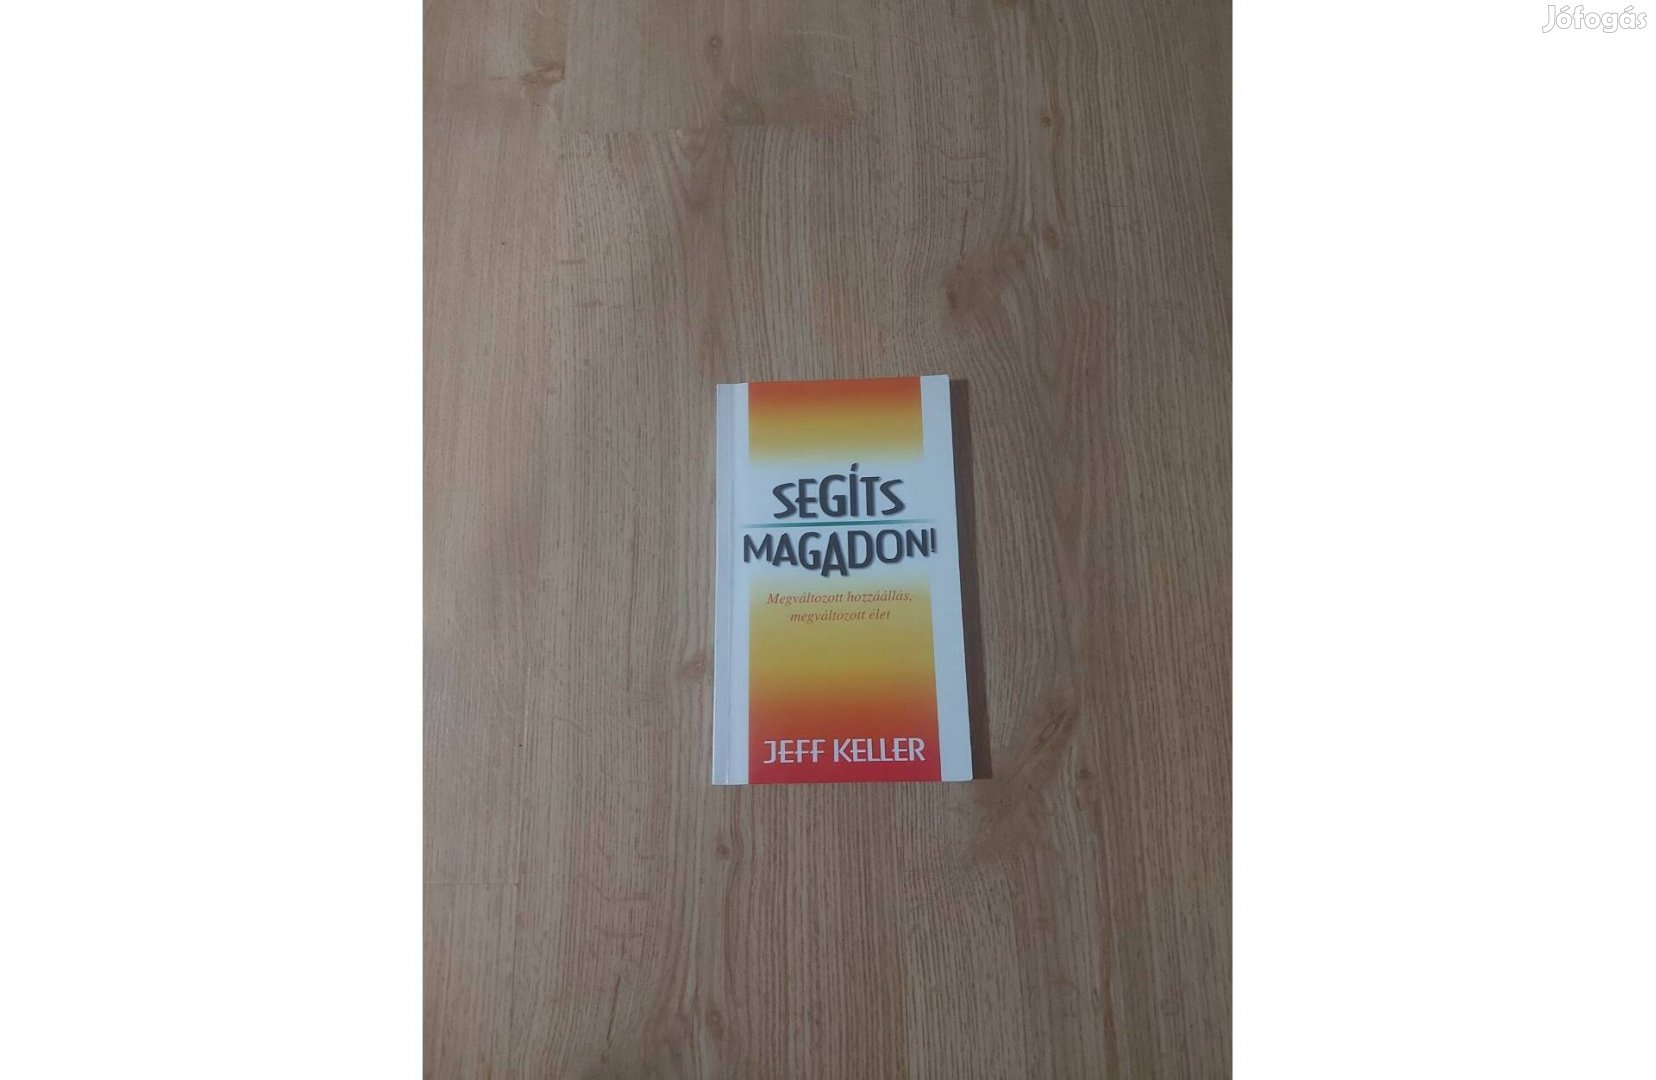 Jófogás
SEGÍTS
MAGADON!
Megváltozott hozzáállás,
megváltozott élet
JEFF KELLER